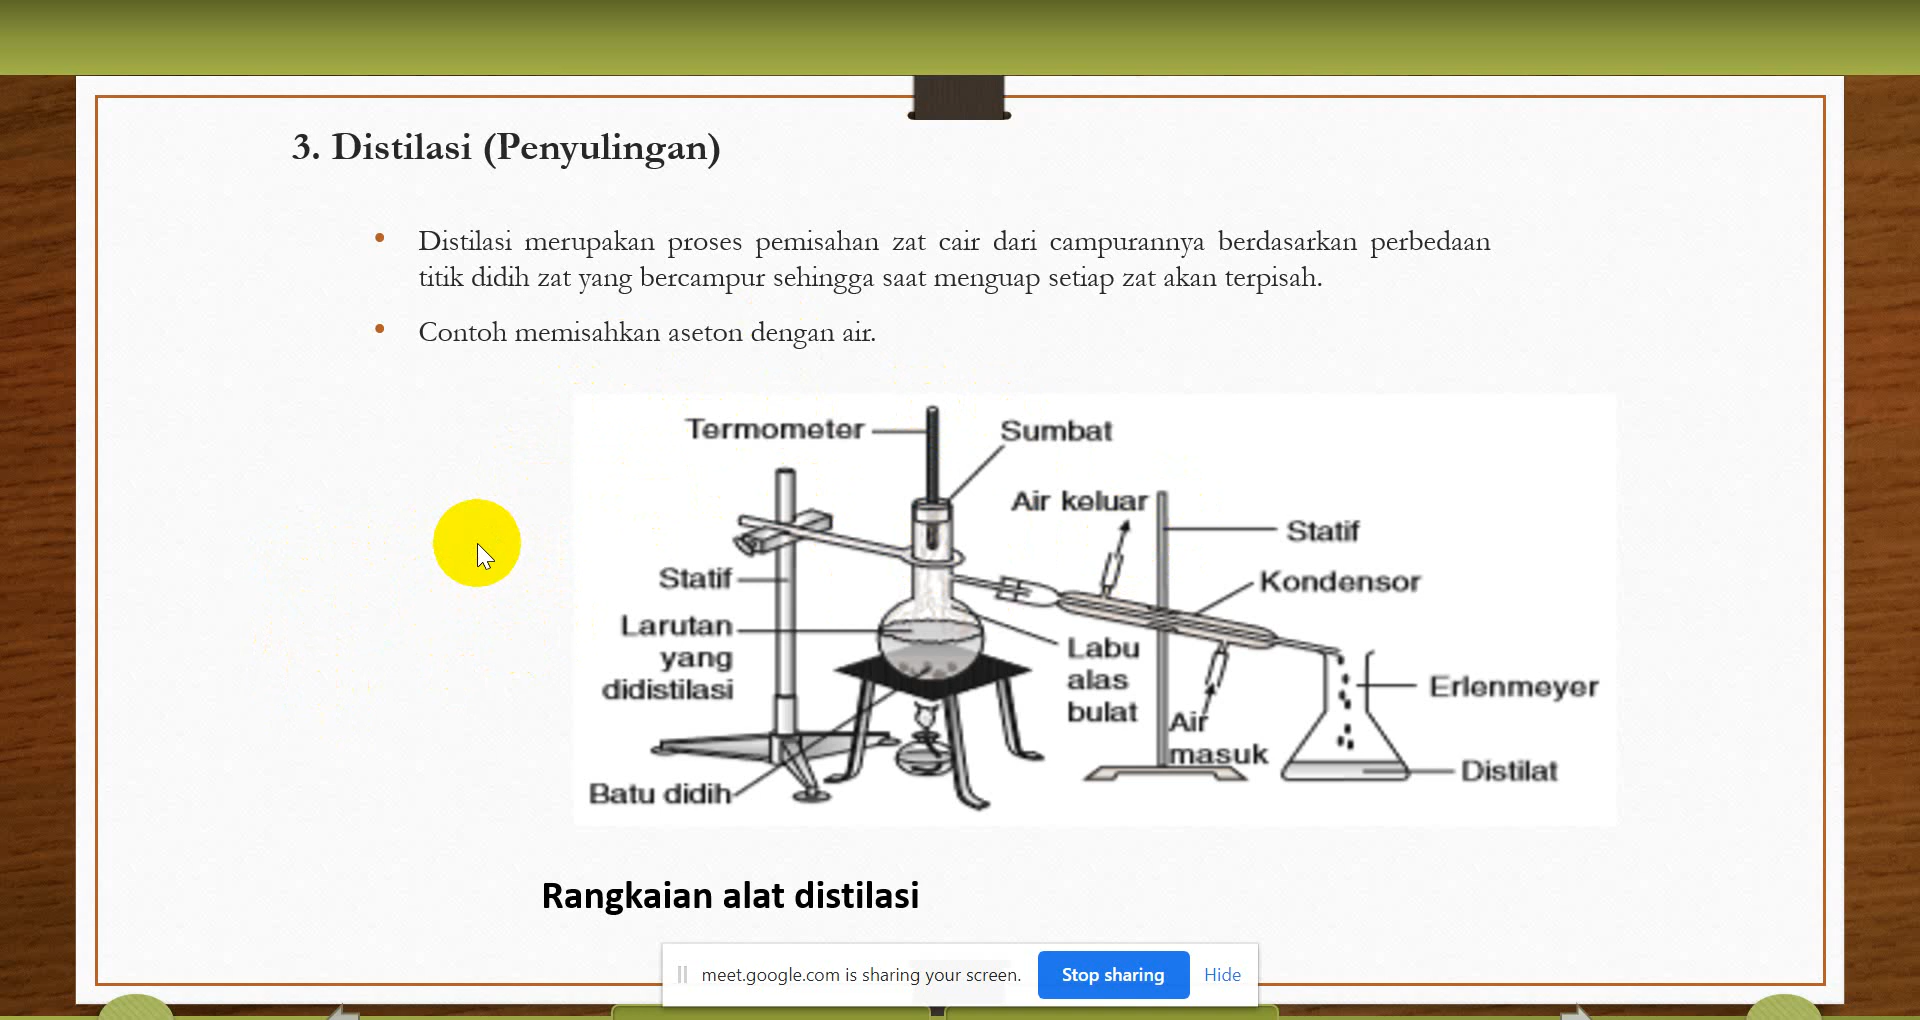 3. Distilasi (Penyulingan)
• Distilasi merupakan proses pemisahan zat cair dari campurannya berdasarkan perbedaan
titik didih zat yang bercampur sehingga saat menguap setiap zat akan terpisah.
• Contoh memisahkan aseton dengan air.
Termometer
Sumbat
Air keluar
Statif
Statif
Kondensor
Larutan
yang
didistilasi
Labu
alas
bulat
Erlenmeyer
Air
masuk
Distilat
Batu didih
Rangkaian alat distilasi
meet.google.com is sharing your screen.
Stop sharing
Hide